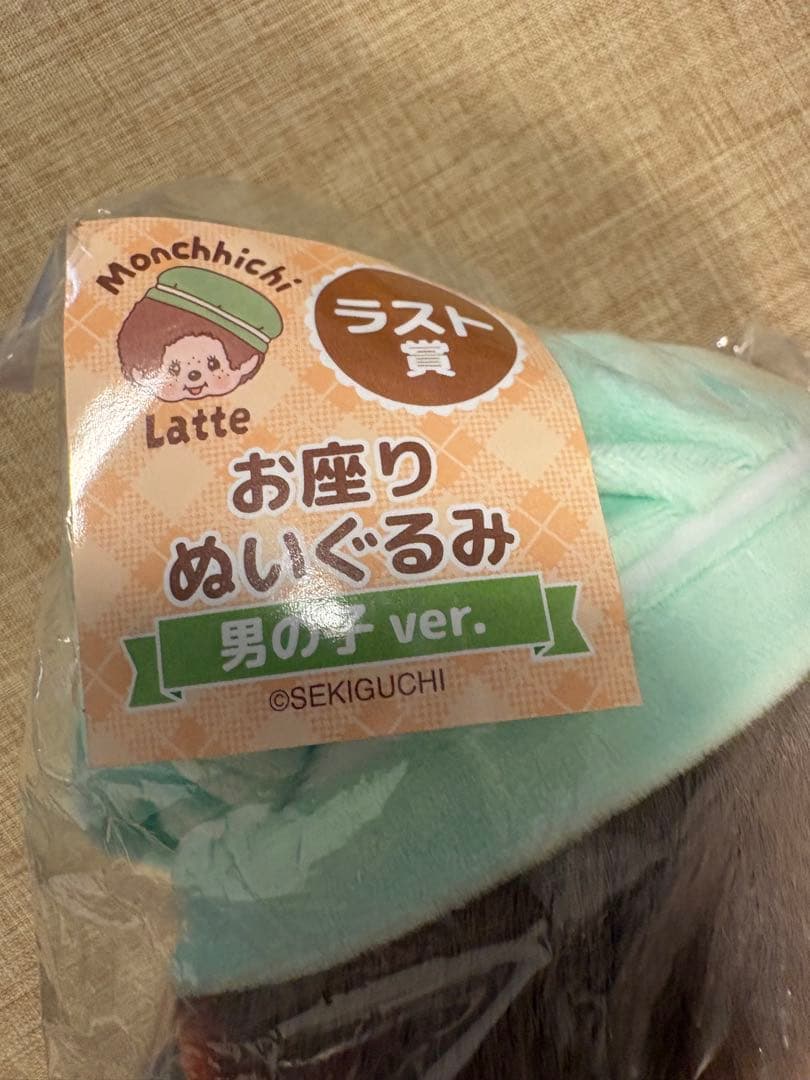 Monchhichi
Latte
ラスト
賞
お座り
ぬいぐるみ
男の子 ver.
©SEKIGUCHI